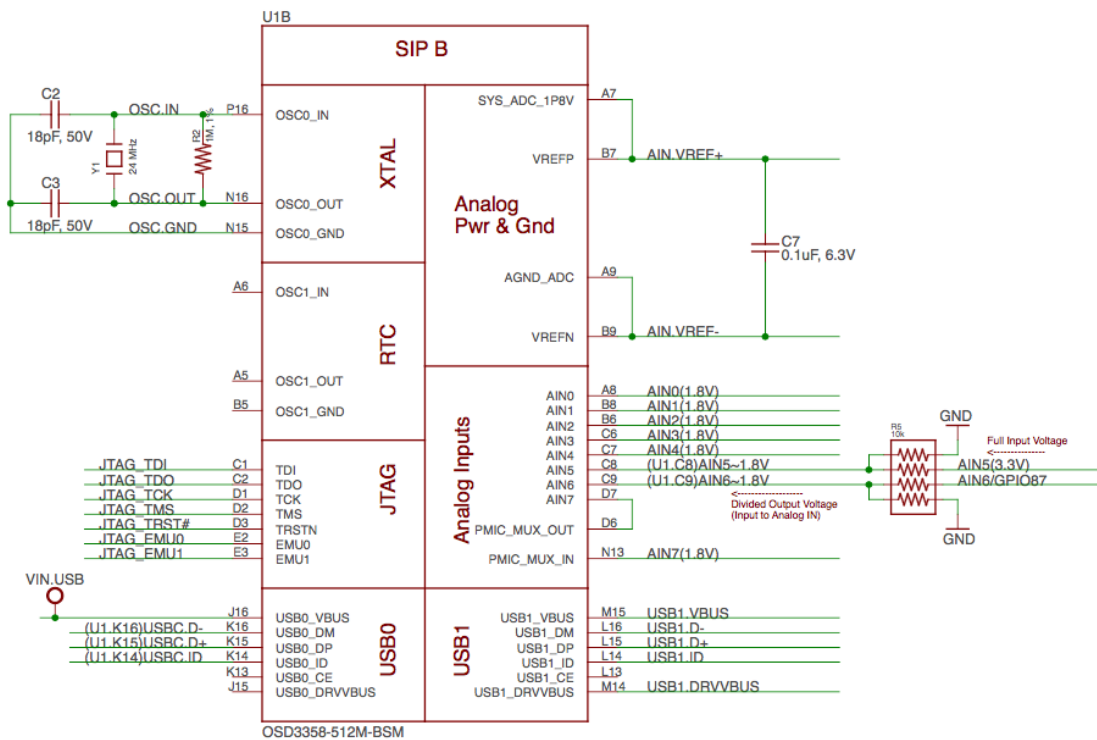 U1B
SIP B
C2
18pF, 50V
C3
18pF, 50V
Y1
24 MHz
R2
1M, 1%
OSC.IN
OSC.OUT
OSC.GND
P16 OSC0_IN
N16 OSC0_OUT
N15 OSC0_GND
XTAL
A6 OSC1_IN
A5 OSC1_OUT
B5 OSC1_GND
RTC
JTAG_TDI C1 TDI
JTAG_TDO C2 TDO
JTAG_TCK D1 TCK
JTAG_TMS D2 TMS
JTAG_TRST# D3 TRSTN
JTAG_EMU0 E2 EMU0
JTAG_EMU1 E3 EMU1
JTAG
VIN.USB
J16 USB0_VBUS
(U1.K16)USBC.D- K16 USB0_DM
(U1.K15)USBC.D+ K15 USB0_DP
(U1.K14)USBC.ID K14 USB0_ID
K13 USB0_CE
J15 USB0_DRVVBUS
USB0
SYS_ADC_1P8V A7
VREFP B7 AIN.VREF+
Analog
Pwr & Gnd
C7
0.1uF, 6.3V
AGND_ADC A9
VREFN B9 AIN.VREF-
Analog Inputs
AIN0 A8 AIN0(1.8V)
AIN1 B8 AIN1(1.8V)
AIN2 B6 AIN2(1.8V)
AIN3 C6 AIN3(1.8V)
AIN4 C7 AIN4(1.8V)
AIN5 C8 (U1.C8)AIN5~1.8V
AIN6 C9 (U1.C9)AIN6~1.8V
AIN7 D7
PMIC_MUX_OUT D6
PMIC_MUX_IN N13 AIN7(1.8V)
Divided Output Voltage
(Input to Analog IN)
R5
10k
GND
Full Input Voltage
AIN5(3.3V)
AIN6/GPIO87
GND
USB1
USB1_VBUS M15 USB1.VBUS
USB1_DM L16 USB1.D-
USB1_DP L15 USB1.D+
USB1_ID L14 USB1.ID
USB1_CE L13
USB1_DRVVBUS M14 USB1.DRVVBUS
OSD3358-512M-BSM